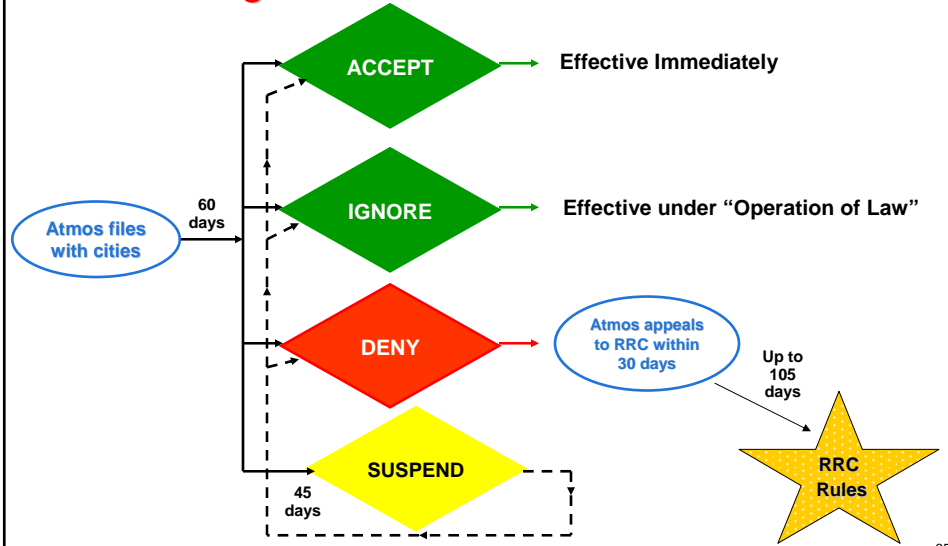 ACCEPT
Effective Immediately
60
days
IGNORE
Effective under “Operation of Law”
Atmos files
with cities
DENY
Atmos appeals
to RRC within
30 days
Up to
105
days
SUSPEND
45
days
RRC
Rules